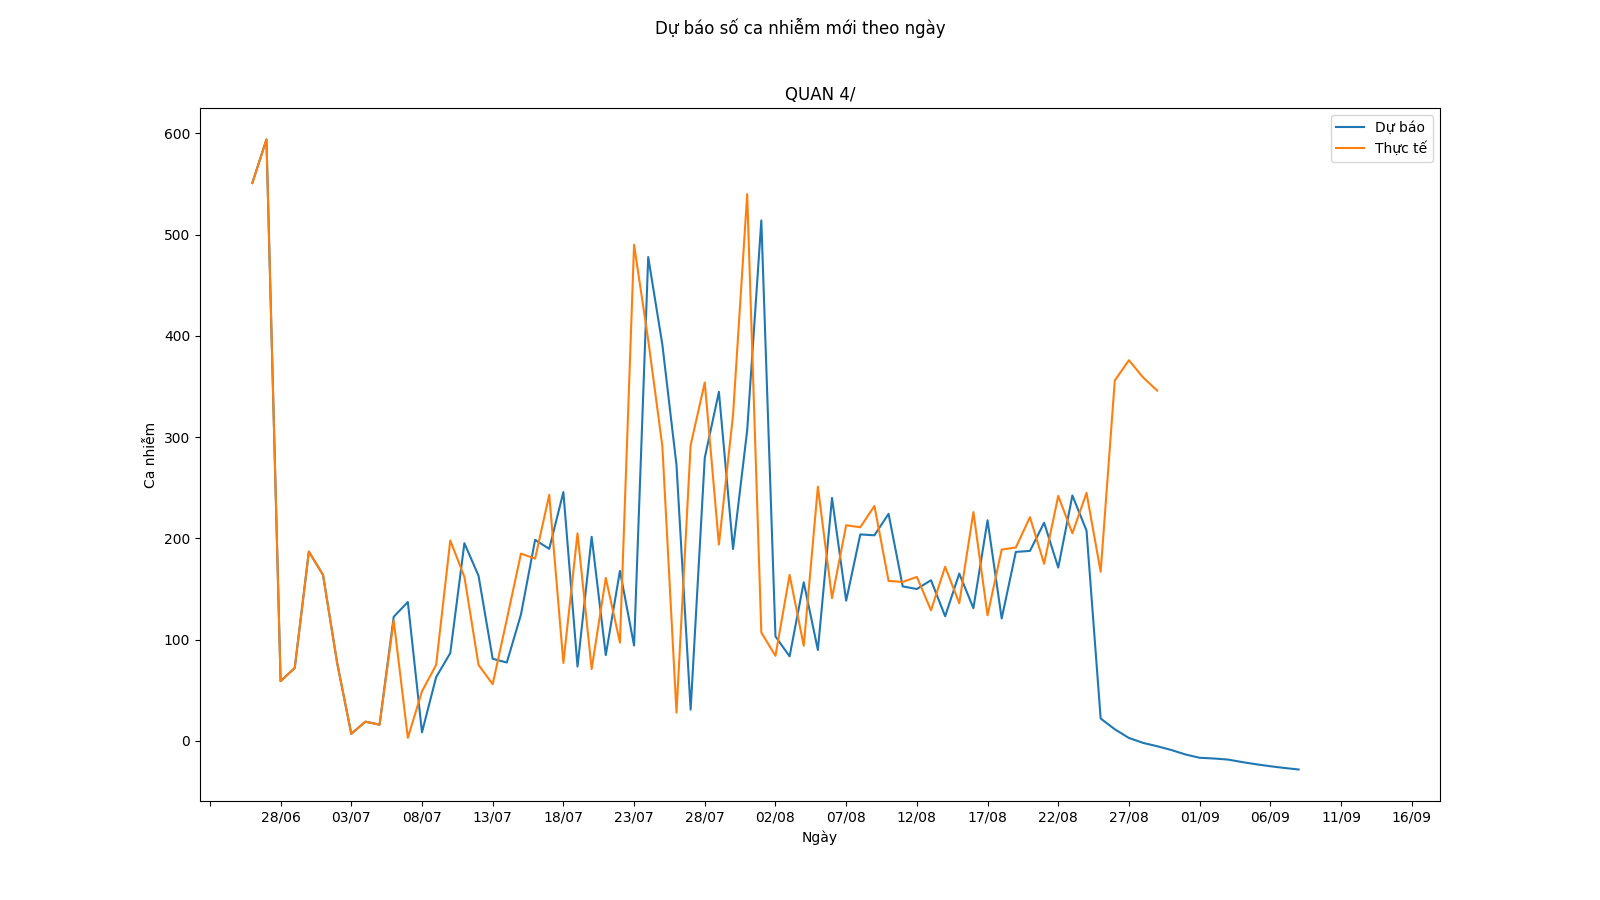 Dự báo số ca nhiễm mới theo ngày
QUAN 4/
Dự báo
Thực tế
600
500
400
300
200
100
0
Ca nhiễm
28/06 03/07 08/07 13/07 18/07 23/07 28/07 02/08 07/08 12/08 17/08 22/08 27/08 01/09 06/09 11/09 16/09
Ngày